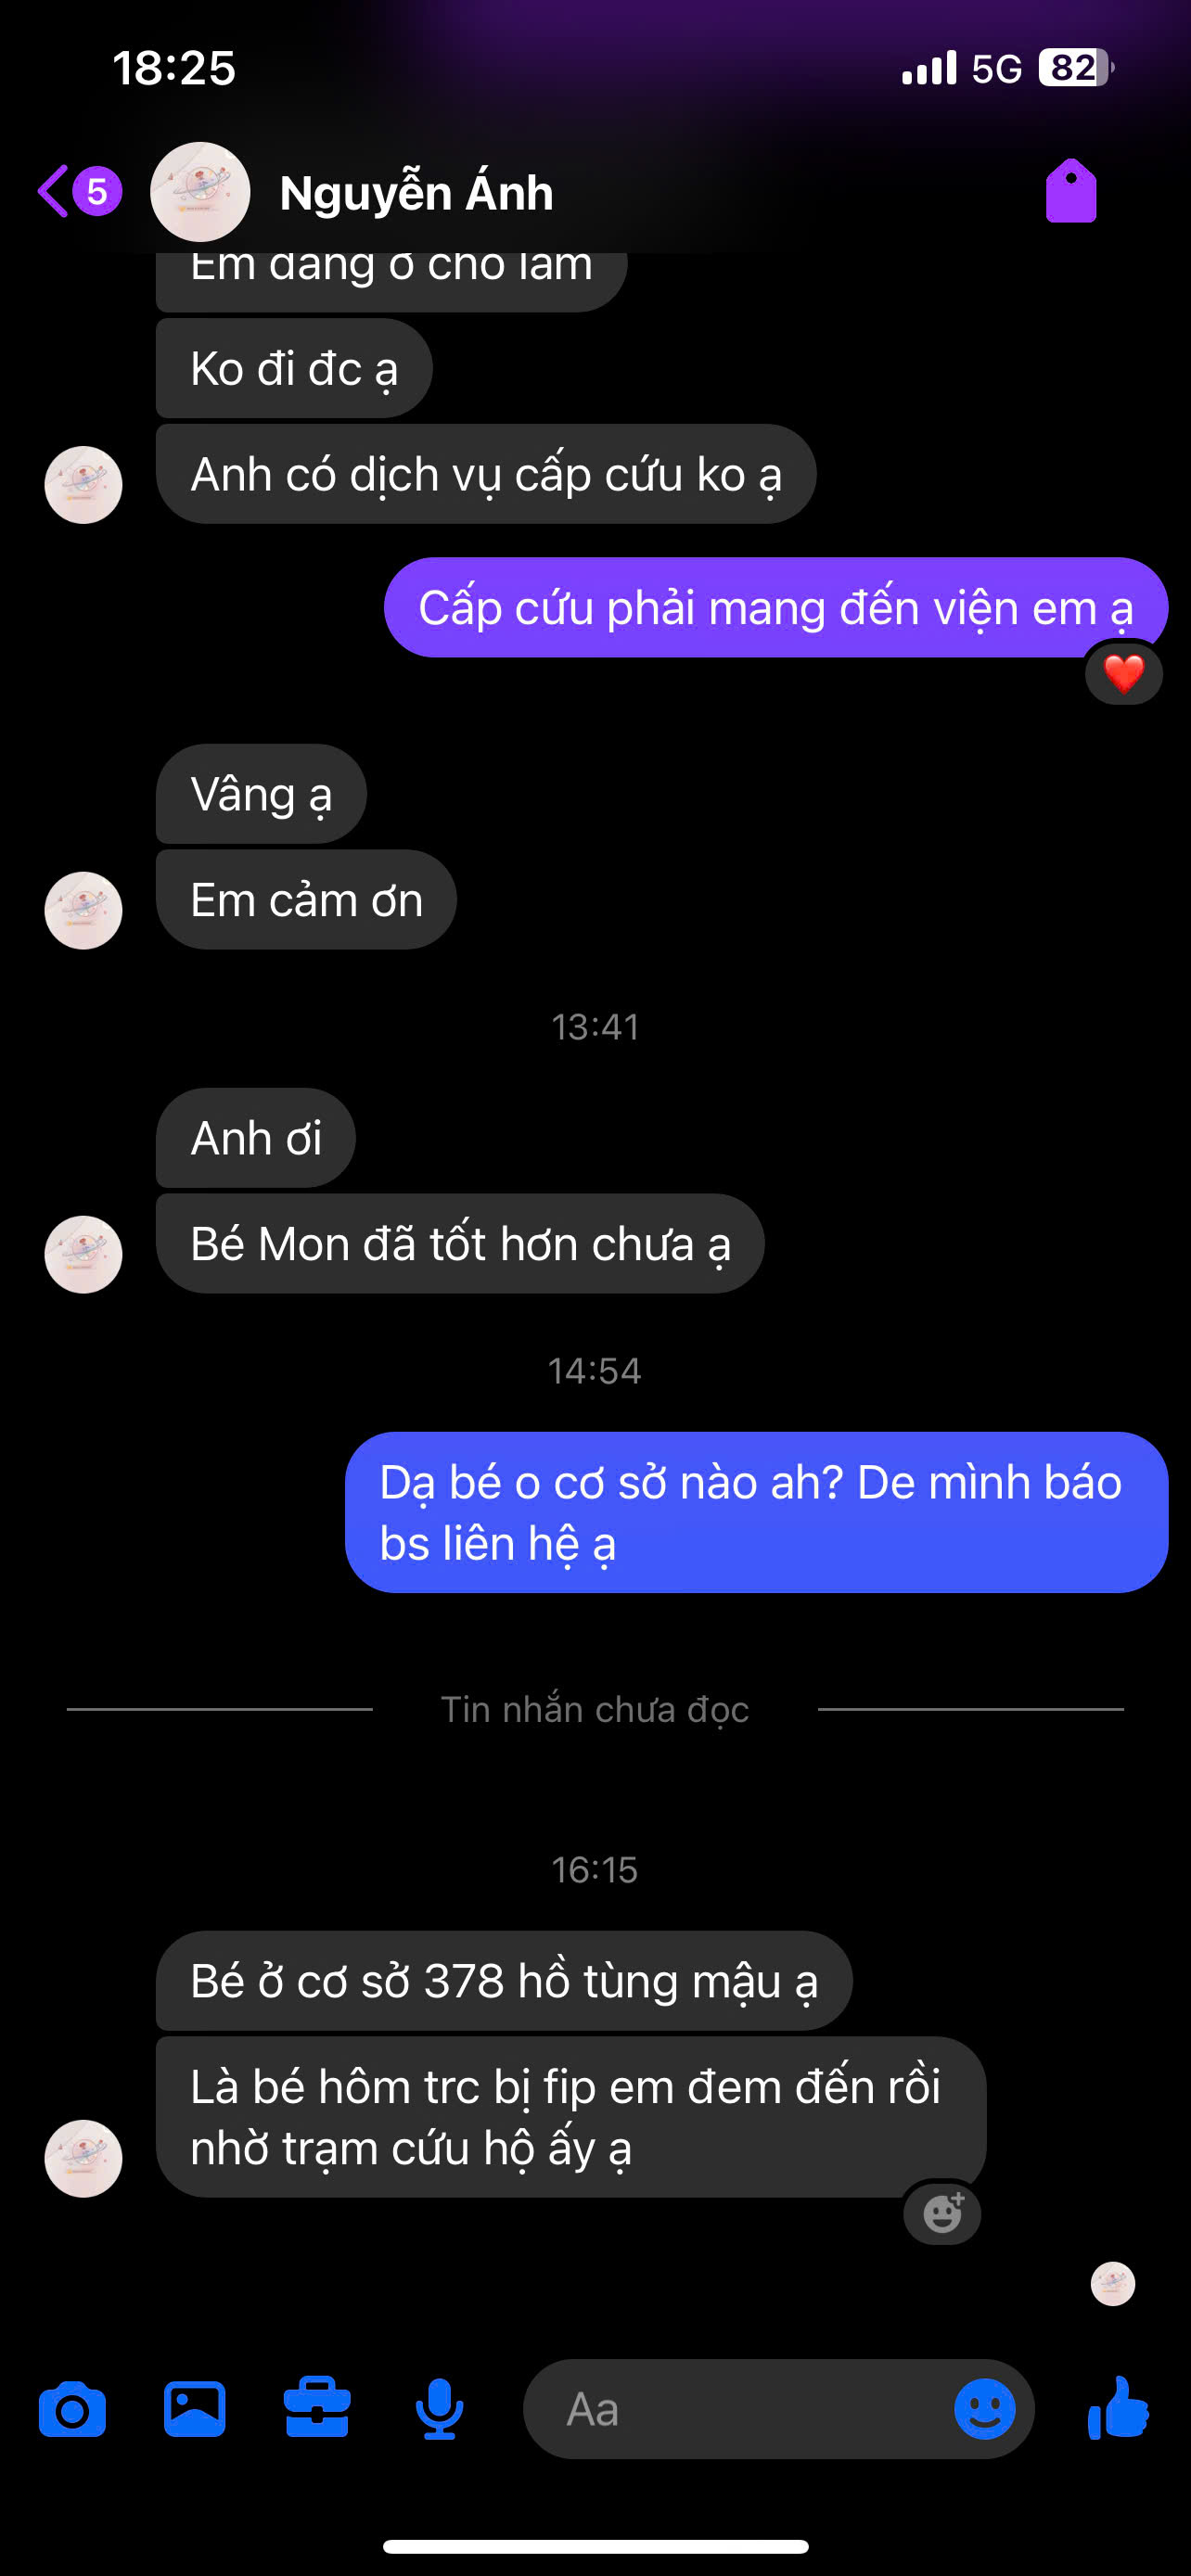 18:25
5G
82
5
Nguyễn Ánh
Em đang ở chỗ làm
Ko đi đc ạ
Anh có dịch vụ cấp cứu ko ạ
Cấp cứu phải mang đến viện em ạ
Vâng ạ
Em cảm ơn
13:41
Anh ơi
Bé Mon đã tốt hơn chưa ạ
14:54
Dạ bé o cơ sở nào ah? De mình báo
bs liên hệ ạ
Tin nhắn chưa đọc
16:15
Bé ở cơ sở 378 hồ tùng mậu ạ
Là bé hôm trc bị fip em đem đến rồi
nhờ trạm cứu hộ ấy ạ
Aa